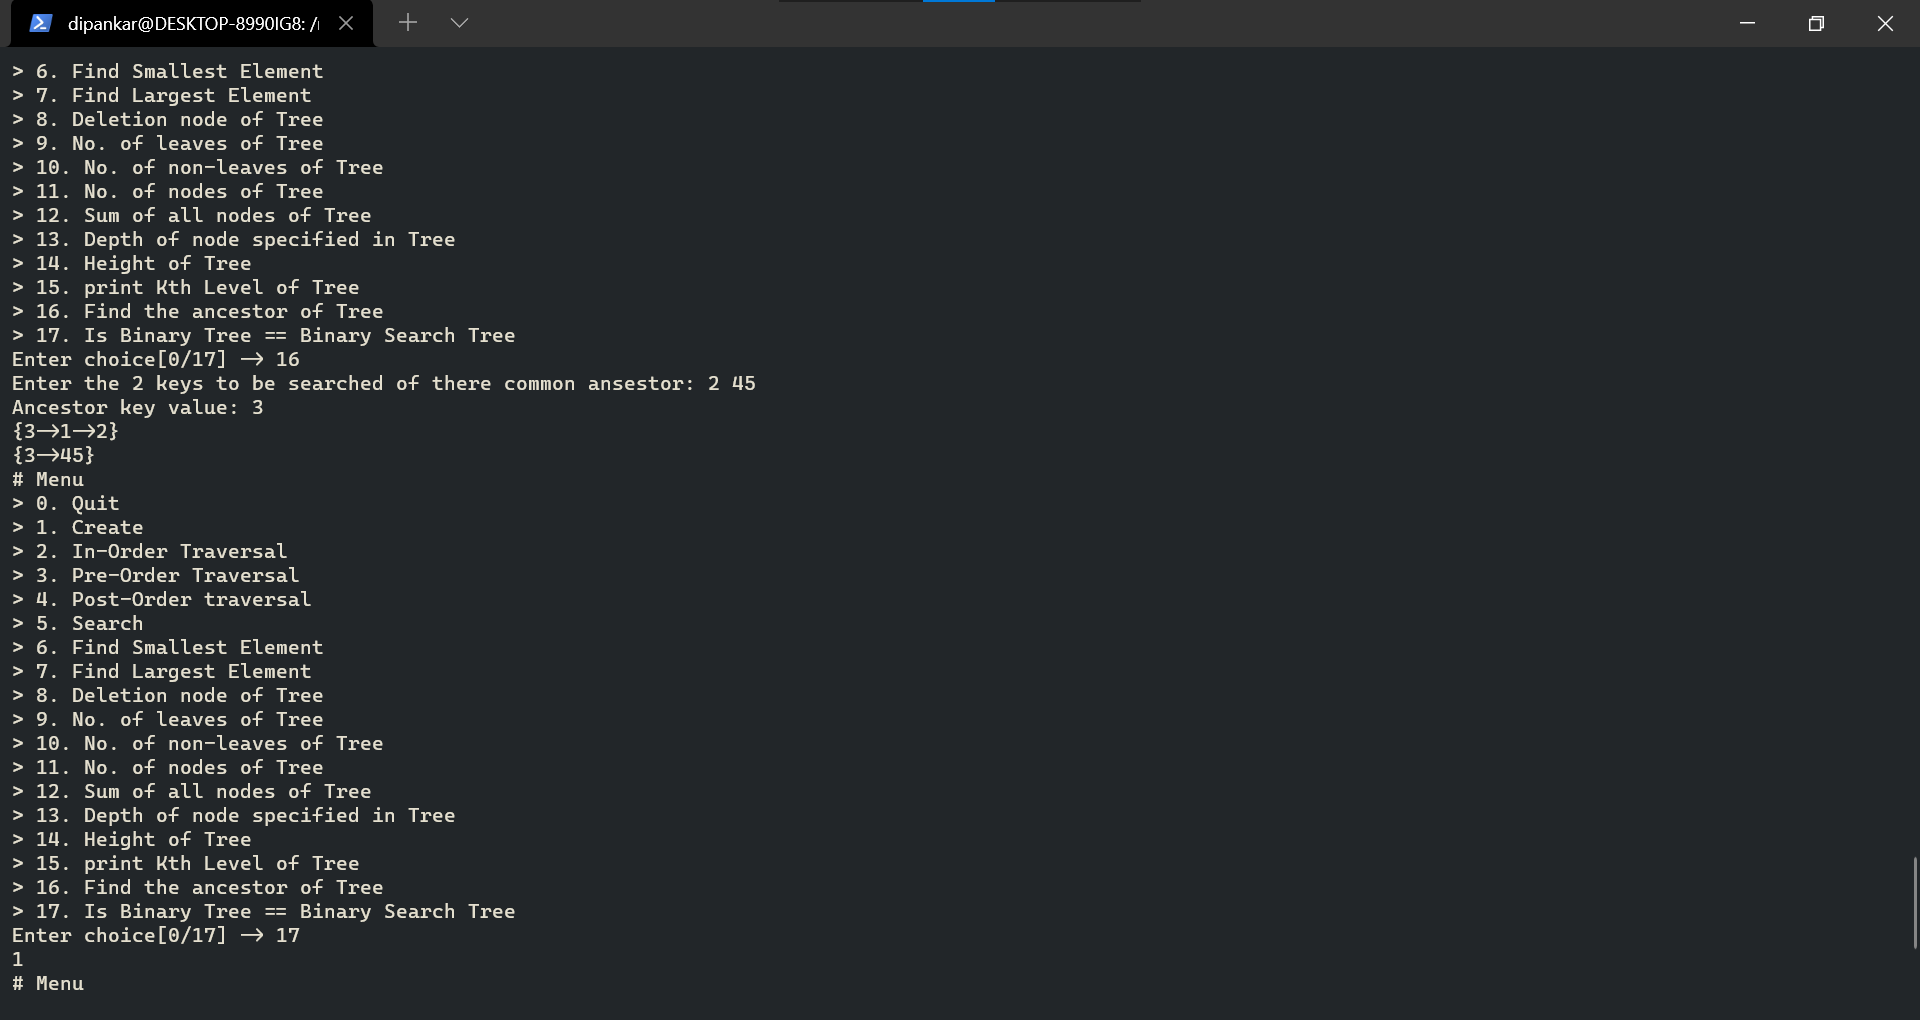 dipankar@DESKTOP-8990IG8: /
> 6. Find Smallest Element
> 7. Find Largest Element
> 8. Deletion node of Tree
> 9. No. of leaves of Tree
> 10. No. of non-leaves of Tree
> 11. No. of nodes of Tree
> 12. Sum of all nodes of Tree
> 13. Depth of node specified in Tree
> 14. Height of Tree
> 15. print Kth Level of Tree
> 16. Find the ancestor of Tree
> 17. Is Binary Tree == Binary Search Tree
Enter choice[0/17] --> 16
Enter the 2 keys to be searched of there common ansestor: 2 45
Ancestor key value: 3
{3-->1-->2}
{3-->45}
# Menu
> 0. Quit
> 1. Create
> 2. In-Order Traversal
> 3. Pre-Order Traversal
> 4. Post-Order traversal
> 5. Search
> 6. Find Smallest Element
> 7. Find Largest Element
> 8. Deletion node of Tree
> 9. No. of leaves of Tree
> 10. No. of non-leaves of Tree
> 11. No. of nodes of Tree
> 12. Sum of all nodes of Tree
> 13. Depth of node specified in Tree
> 14. Height of Tree
> 15. print Kth Level of Tree
> 16. Find the ancestor of Tree
> 17. Is Binary Tree == Binary Search Tree
Enter choice[0/17] --> 17
1
# Menu